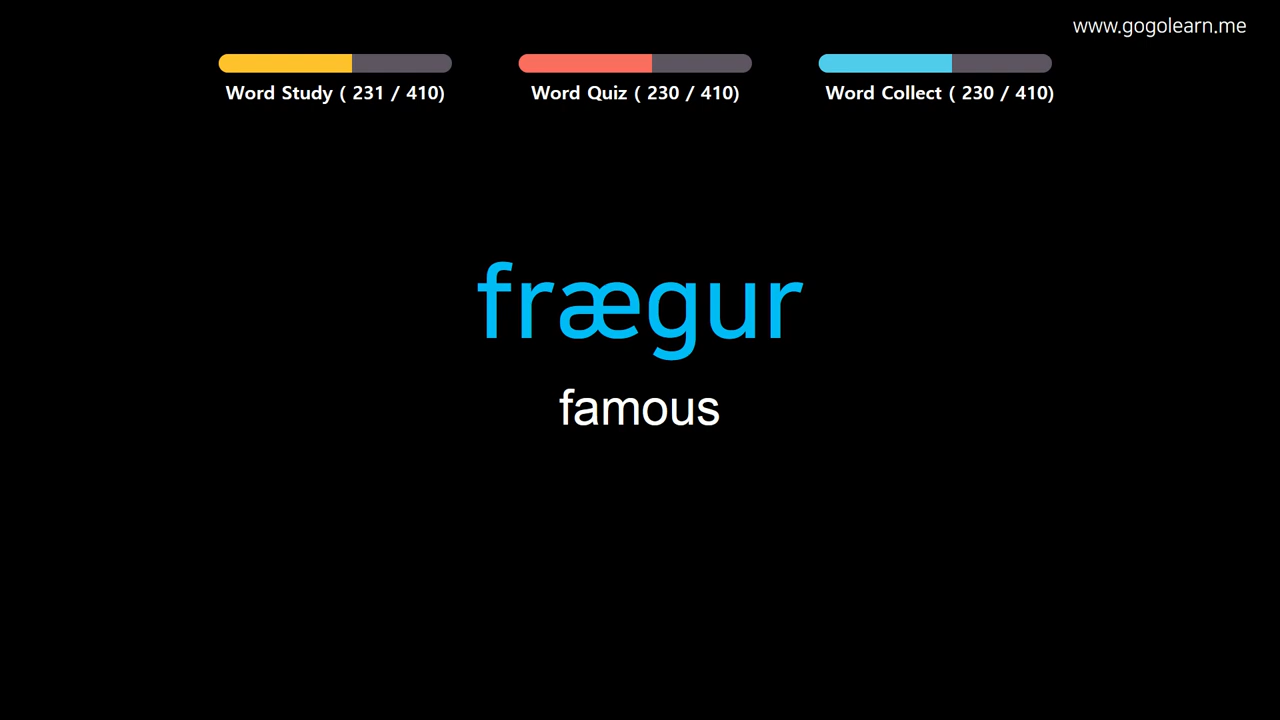 www.gogolearn.me
Word Study ( 231 / 410)
Word Quiz ( 230 / 410)
Word Collect ( 230 / 410)
frægur
famous